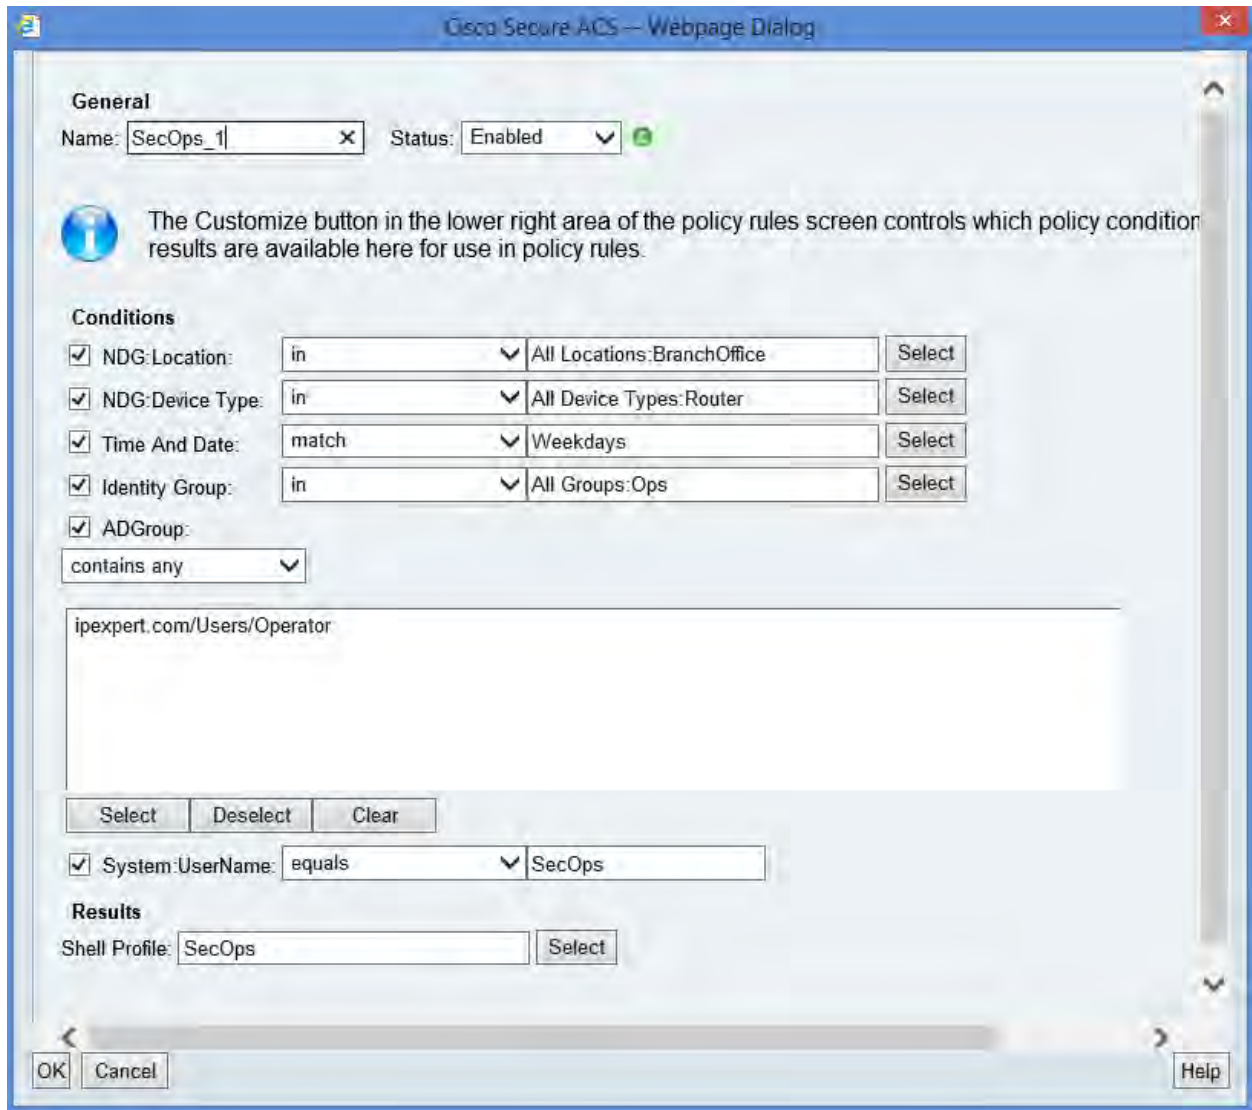 Cisco Secure ACS -- Webpage Dialog
General
Name: SecOps_1 Status: Enabled
The Customize button in the lower right area of the policy rules screen controls which policy condition
results are available here for use in policy rules.
Conditions
NDG:Location: in All Locations:BranchOffice Select
NDG:Device Type: in All Device Types:Router Select
Time And Date: match Weekdays Select
Identity Group: in All Groups:Ops Select
ADGroup:
contains any
ipexpert.com/Users/Operator
Select Deselect Clear
System:UserName: equals SecOps
Results
Shell Profile: SecOps Select
OK Cancel Help